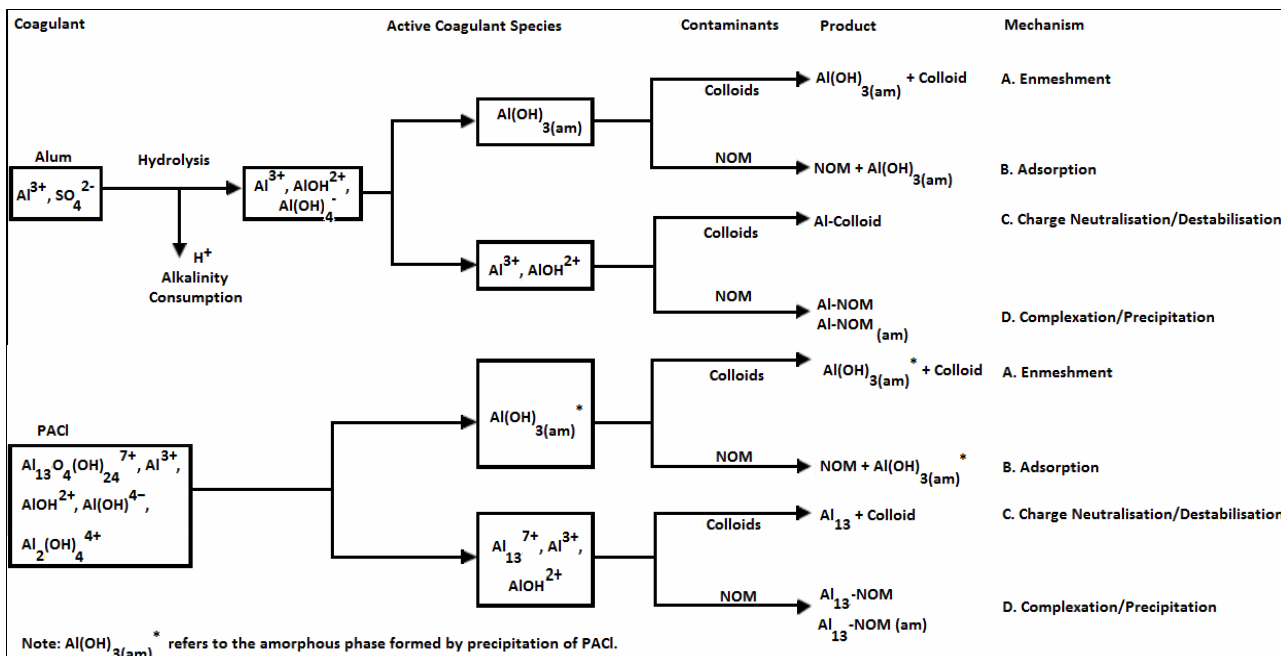 Coagulant Active Coagulant Species Contaminants Product Mechanism
Colloids Al(OH)3(am) + Colloid A. Enmeshment
Al(OH)3(am)
NOM NOM + Al(OH)3(am) B. Adsorption
Alum Hydrolysis
Al³⁺, SO₄²⁻ Al³⁺, AlOH²⁺,
Al(OH)₄⁻
H⁺
Alkalinity
Consumption
Colloids Al-Colloid C. Charge Neutralisation/Destabilisation
Al³⁺, AlOH²⁺
NOM Al-NOM
Al-NOM (am) D. Complexation/Precipitation
Colloids Al(OH)3(am)* + Colloid A. Enmeshment
Al(OH)3(am)*
NOM NOM + Al(OH)3(am)* B. Adsorption
PACl
Al₁₃O₄(OH)₂₄⁷⁺, Al³⁺,
AlOH²⁺, Al(OH)⁴⁻,
Al₂(OH)₄⁴⁺
Colloids Al₁₃ + Colloid C. Charge Neutralisation/Destabilisation
Al₁₃⁷⁺, Al³⁺,
AlOH²⁺
NOM Al₁₃-NOM
Al₁₃-NOM (am) D. Complexation/Precipitation
Note: Al(OH)3(am)* refers to the amorphous phase formed by precipitation of PACl.